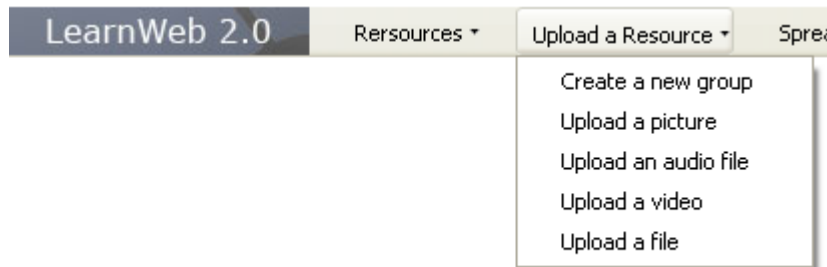 LearnWeb 2.0 Rersources Upload a Resource Sprea
Create a new group
Upload a picture
Upload an audio file
Upload a video
Upload a file